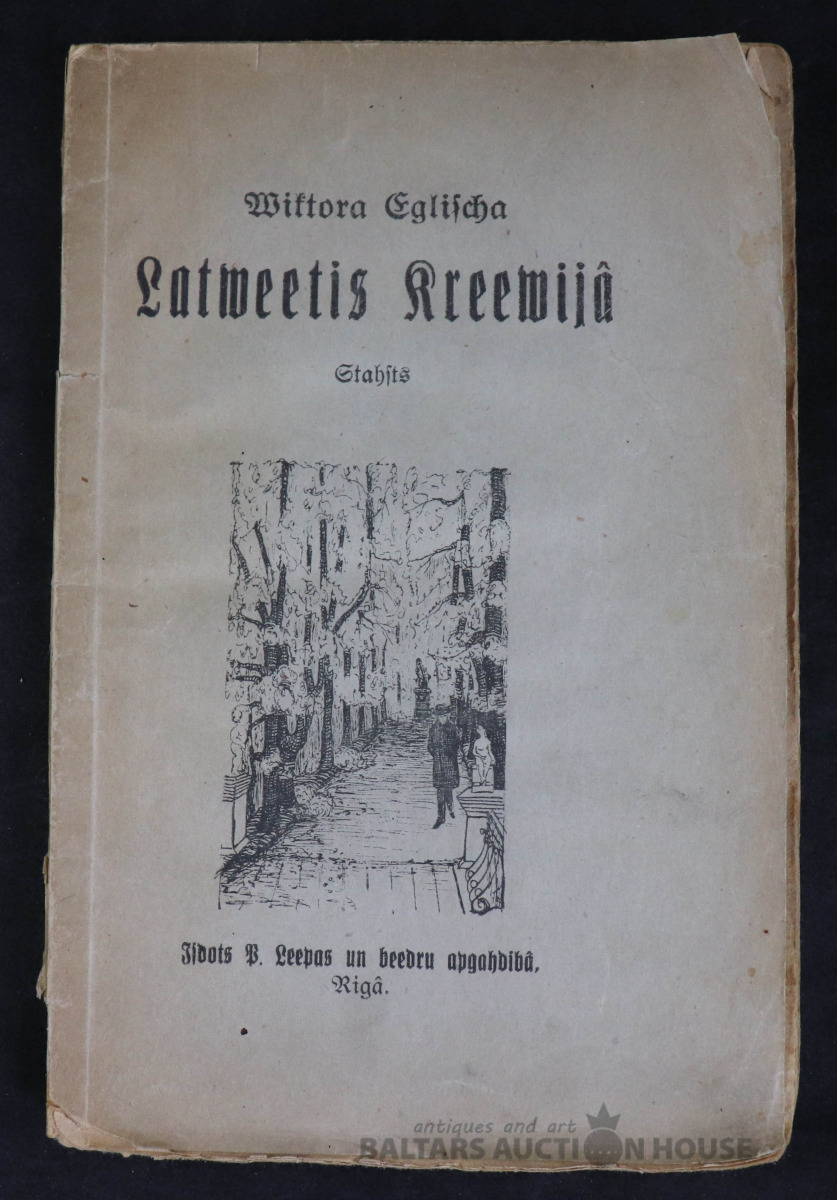 Wiktora Eglischa
Latweetis Kreewijâ
Stahsts
Isdots P. Leepas un beedru apgahdibâ,
Rigâ.
antiques and art
BALTARS AUCTION HOUSE